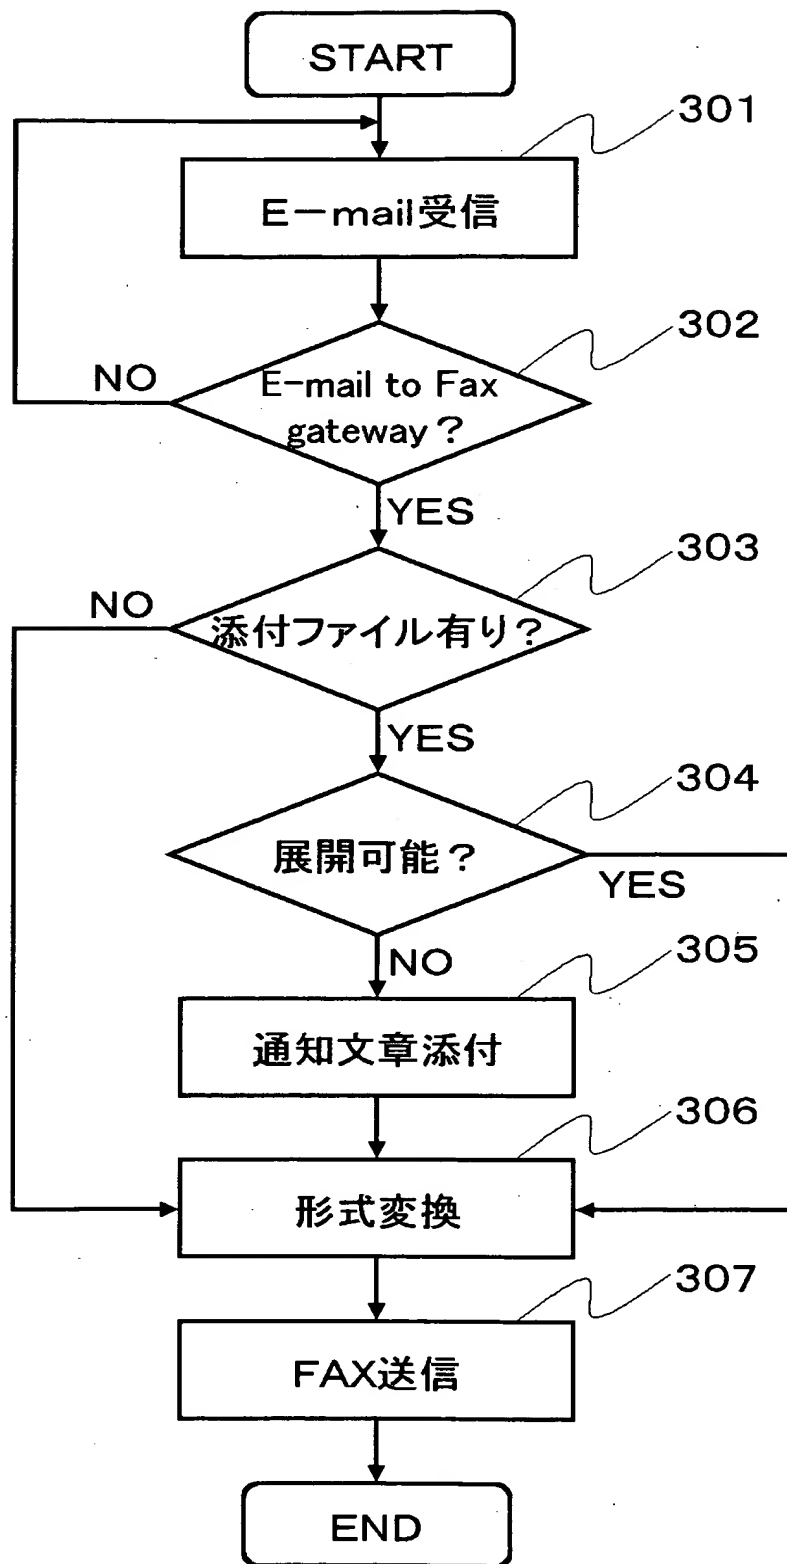 START
301
E-mail受信
302
NO
E-mail to Fax
gateway?
YES
303
NO
添付ファイル有り?
YES
304
展開可能?
YES
NO
305
通知文章添付
306
形式変換
307
FAX送信
END